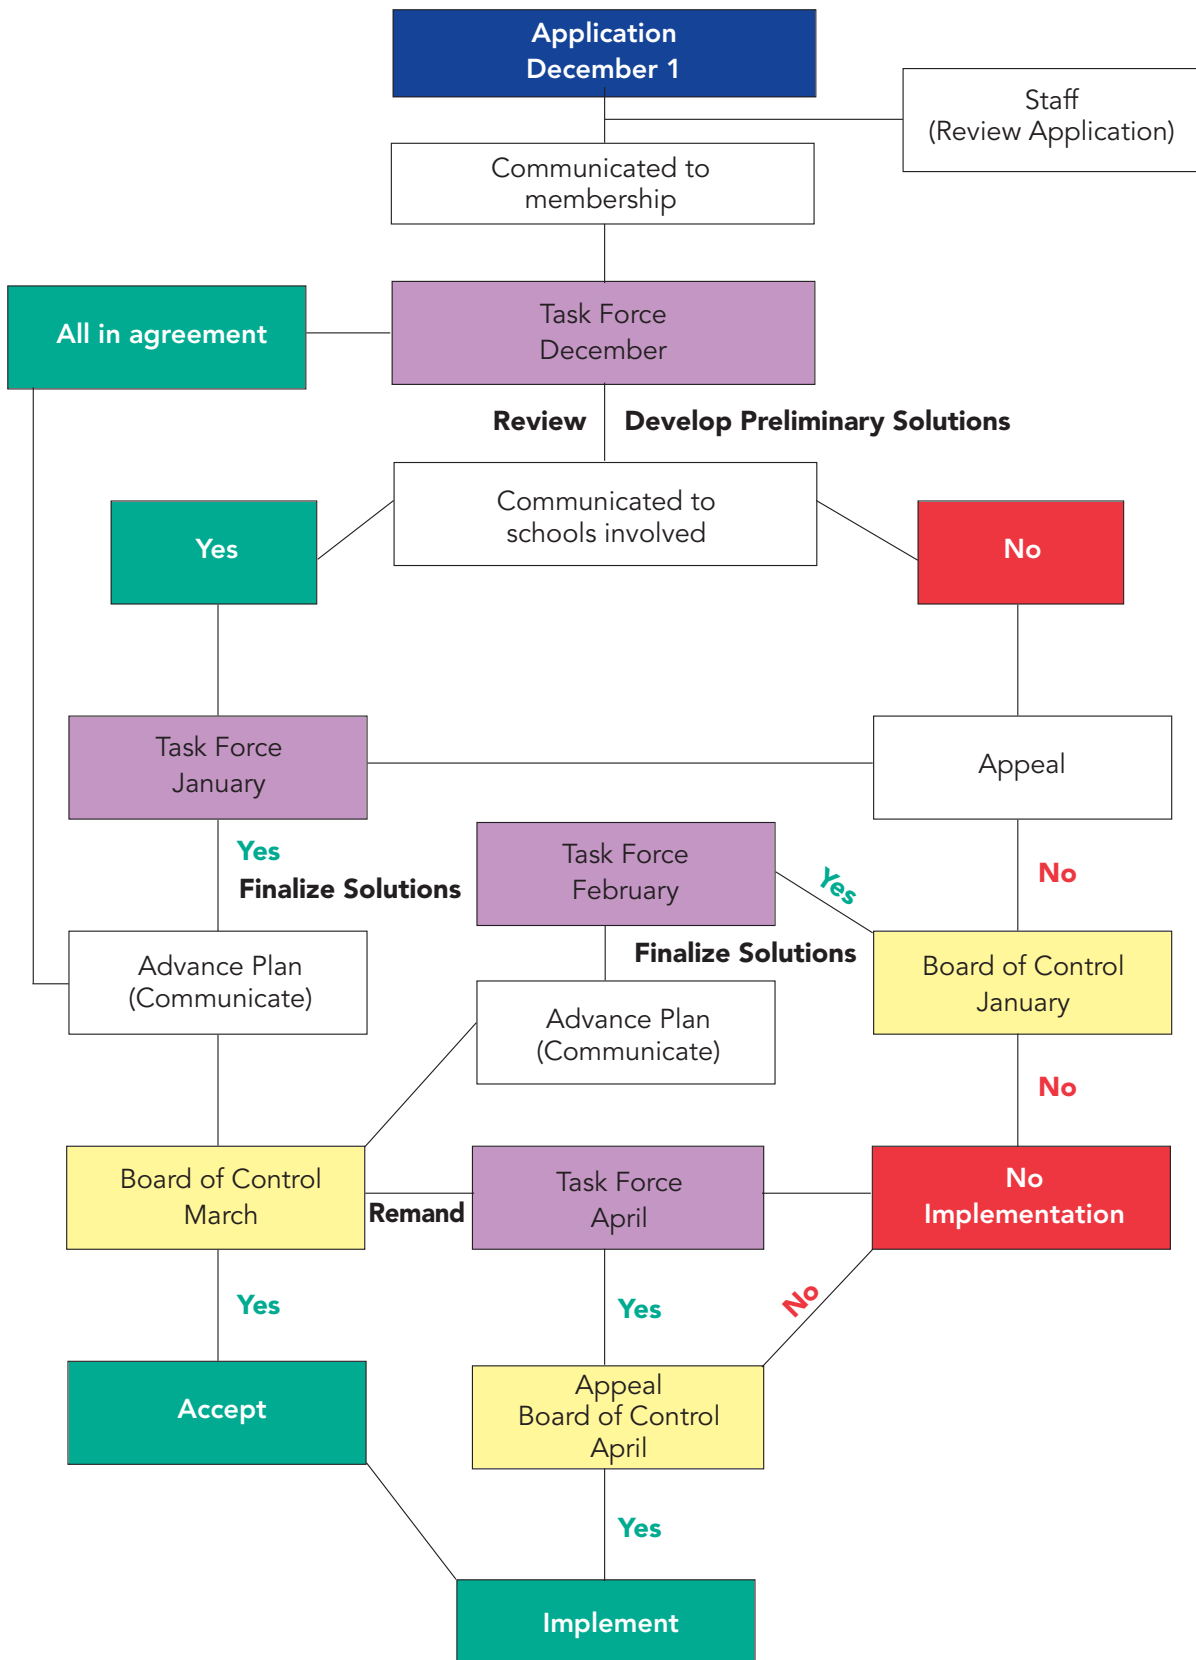 Application
December 1
Staff
(Review Application)
Communicated to
membership
All in agreement
Task Force
December
Review
Develop Preliminary Solutions
Communicated to
schools involved
Yes
No
Task Force
January
Appeal
Yes
Finalize Solutions
Task Force
February
Yes
No
Advance Plan
(Communicate)
Finalize Solutions
Board of Control
January
Advance Plan
(Communicate)
No
Board of Control
March
Remand
Task Force
April
No
Implementation
Yes
Yes
No
Accept
Appeal
Board of Control
April
Yes
Implement